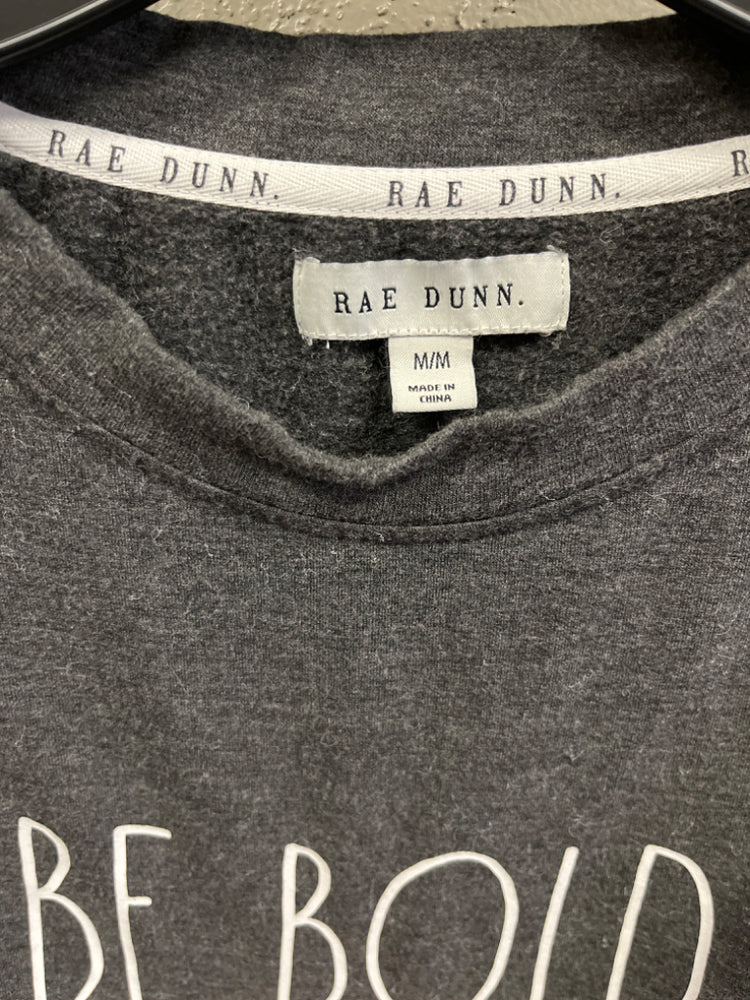 RAE DUNN. RAE DUNN. R
RAE DUNN.
M/M
MADE IN
CHINA
BE BOLD